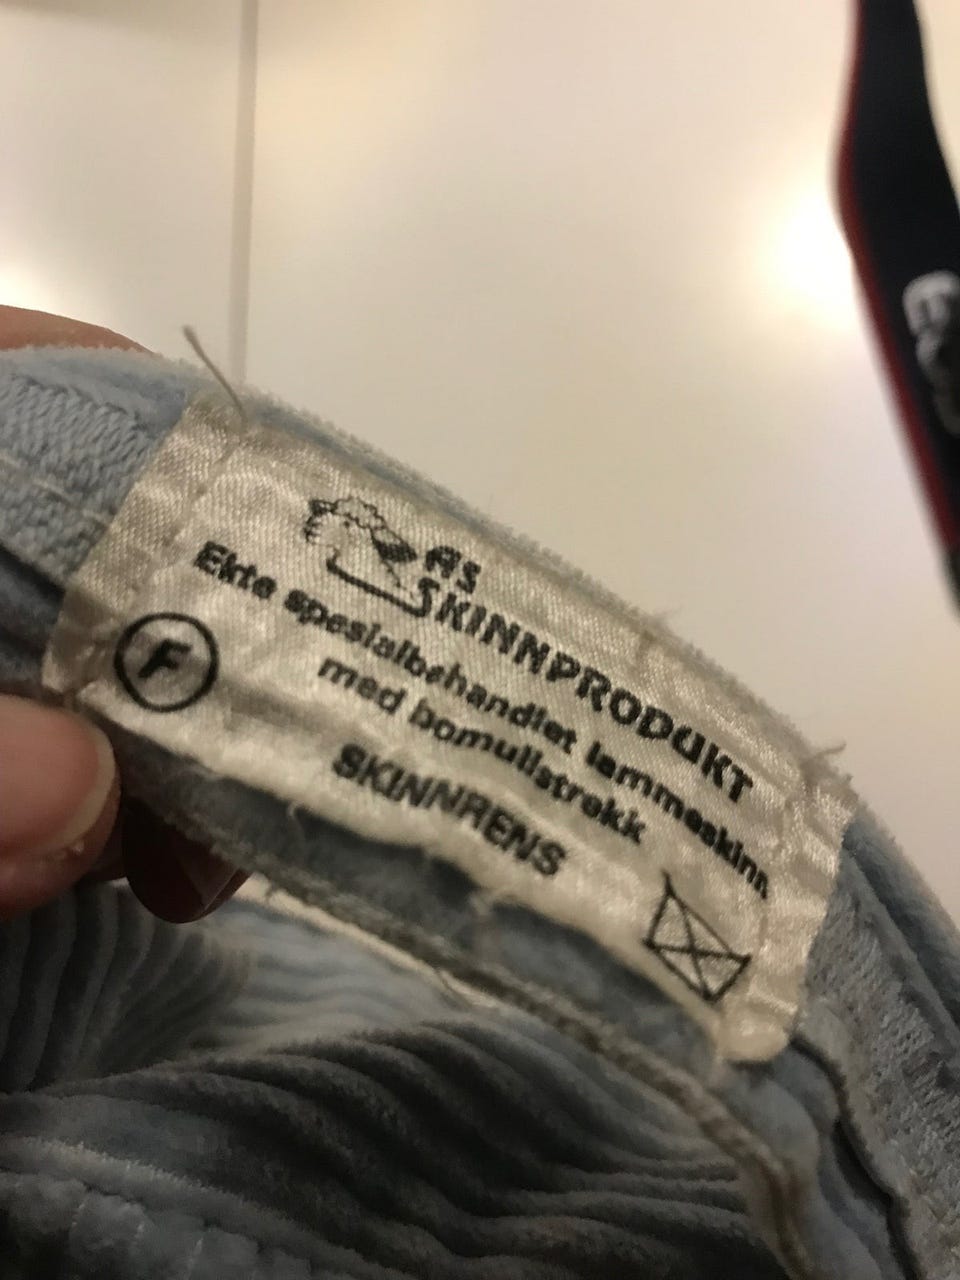 AS
SKINNPRODUKT
Ekte spesialbehandlet lammeskinn
med bomullstrekk
F
SKINNRENS